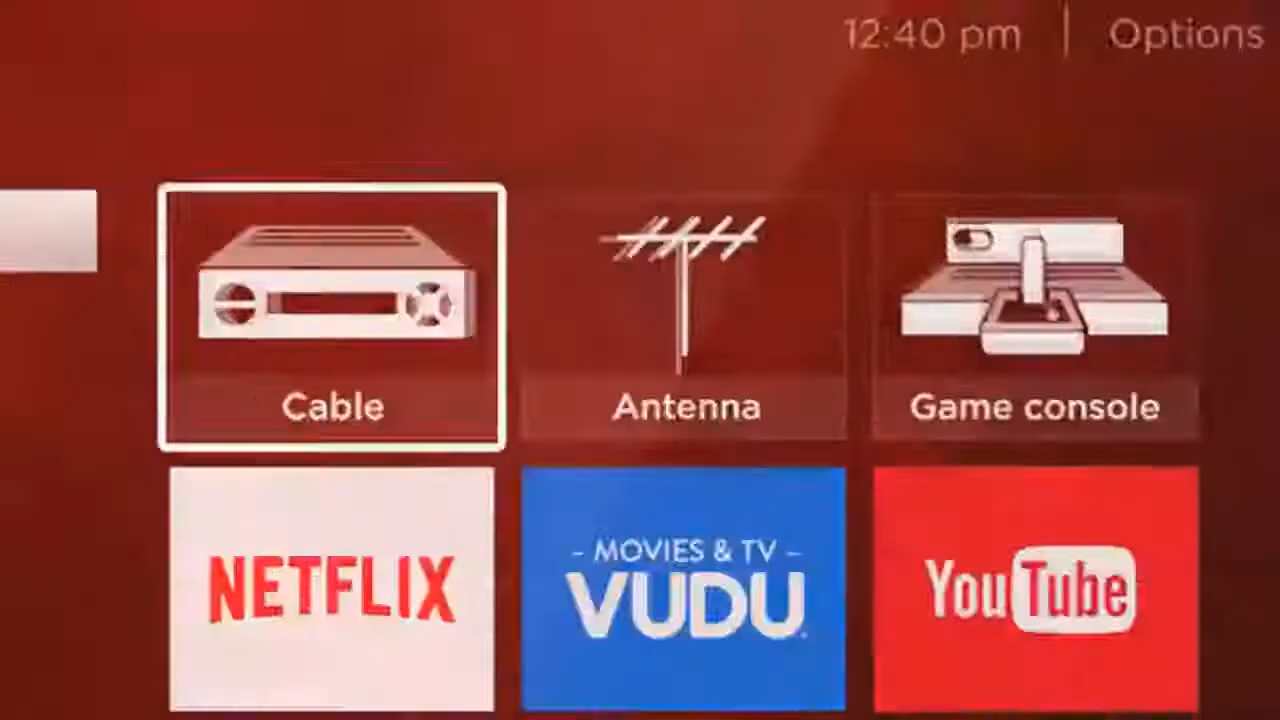 12:40 pm | Options
Cable
Antenna
Game console
NETFLIX
- MOVIES & TV -
VUDU
YouTube